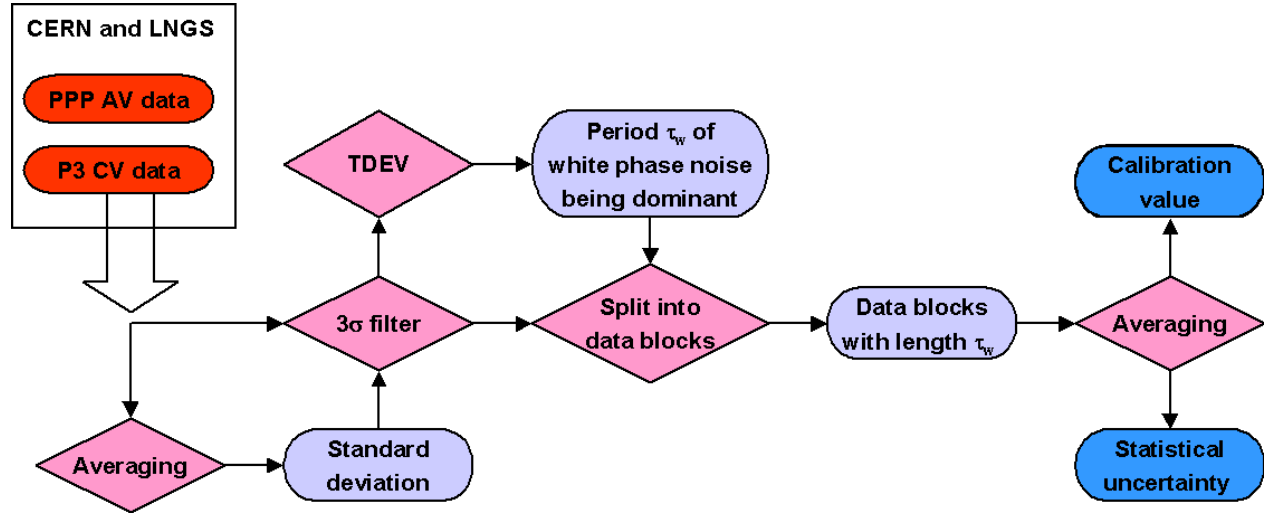 CERN and LNGS
PPP AV data
P3 CV data
TDEV
Period τw of
white phase noise
being dominant
Calibration
value
3σ filter
Split into
data blocks
Data blocks
with length τw
Averaging
Averaging
Standard
deviation
Statistical
uncertainty